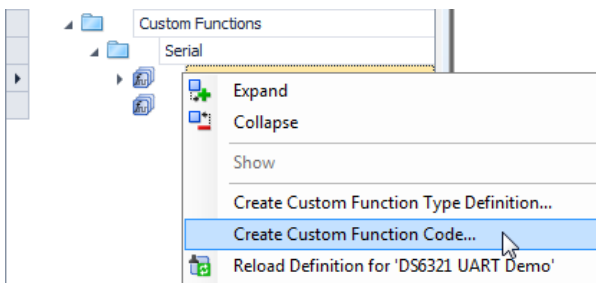 Custom Functions
Serial
Expand
Collapse
Show
Create Custom Function Type Definition...
Create Custom Function Code...
Reload Definition for 'DS6321 UART Demo'